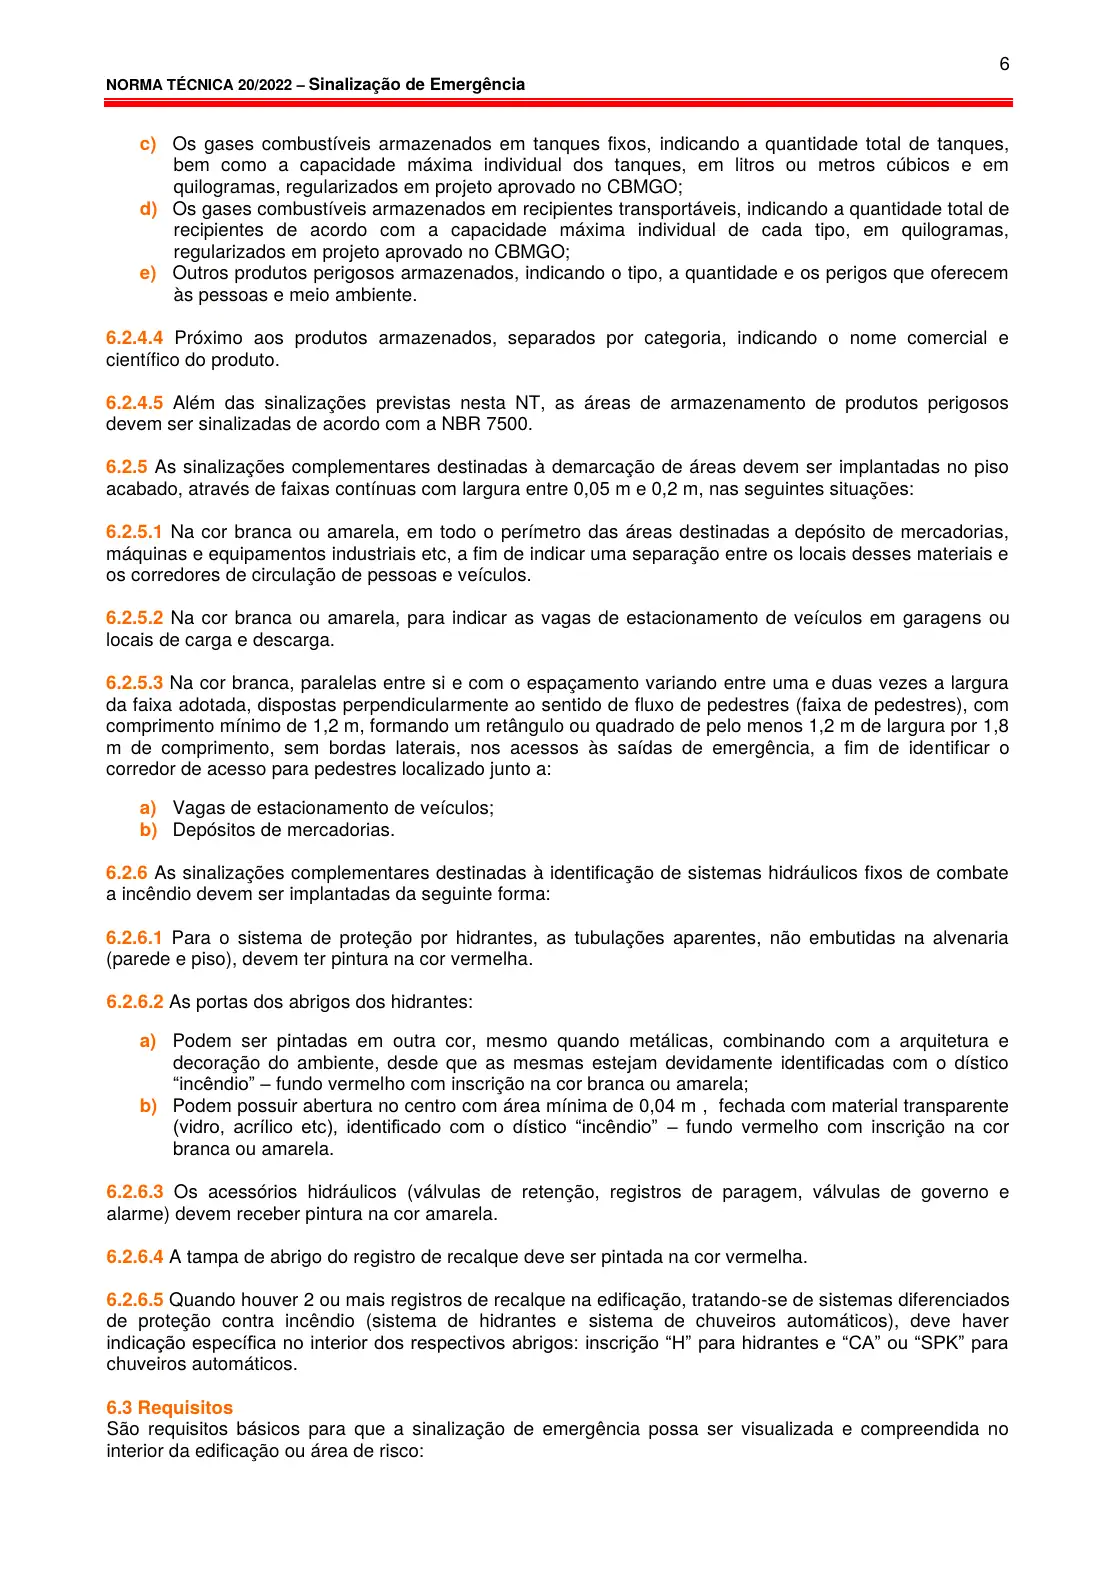 6
NORMA TÉCNICA 20/2022 – Sinalização de Emergência
c) Os gases combustíveis armazenados em tanques fixos, indicando a quantidade total de tanques,
bem como a capacidade máxima individual dos tanques, em litros ou metros cúbicos e em
quilogramas, regularizados em projeto aprovado no CBMGO;
d) Os gases combustíveis armazenados em recipientes transportáveis, indicando a quantidade total de
recipientes de acordo com a capacidade máxima individual de cada tipo, em quilogramas,
regularizados em projeto aprovado no CBMGO;
e) Outros produtos perigosos armazenados, indicando o tipo, a quantidade e os perigos que oferecem
às pessoas e meio ambiente.
6.2.4.4 Próximo aos produtos armazenados, separados por categoria, indicando o nome comercial e
científico do produto.
6.2.4.5 Além das sinalizações previstas nesta NT, as áreas de armazenamento de produtos perigosos
devem ser sinalizadas de acordo com a NBR 7500.
6.2.5 As sinalizações complementares destinadas à demarcação de áreas devem ser implantadas no piso
acabado, através de faixas contínuas com largura entre 0,05 m e 0,2 m, nas seguintes situações:
6.2.5.1 Na cor branca ou amarela, em todo o perímetro das áreas destinadas a depósito de mercadorias,
máquinas e equipamentos industriais etc, a fim de indicar uma separação entre os locais desses materiais e
os corredores de circulação de pessoas e veículos.
6.2.5.2 Na cor branca ou amarela, para indicar as vagas de estacionamento de veículos em garagens ou
locais de carga e descarga.
6.2.5.3 Na cor branca, paralelas entre si e com o espaçamento variando entre uma e duas vezes a largura
da faixa adotada, dispostas perpendicularmente ao sentido de fluxo de pedestres (faixa de pedestres), com
comprimento mínimo de 1,2 m, formando um retângulo ou quadrado de pelo menos 1,2 m de largura por 1,8
m de comprimento, sem bordas laterais, nos acessos às saídas de emergência, a fim de identificar o
corredor de acesso para pedestres localizado junto a:
a) Vagas de estacionamento de veículos;
b) Depósitos de mercadorias.
6.2.6 As sinalizações complementares destinadas à identificação de sistemas hidráulicos fixos de combate
a incêndio devem ser implantadas da seguinte forma:
6.2.6.1 Para o sistema de proteção por hidrantes, as tubulações aparentes, não embutidas na alvenaria
(parede e piso), devem ter pintura na cor vermelha.
6.2.6.2 As portas dos abrigos dos hidrantes:
a) Podem ser pintadas em outra cor, mesmo quando metálicas, combinando com a arquitetura e
decoração do ambiente, desde que as mesmas estejam devidamente identificadas com o dístico
“incêndio” – fundo vermelho com inscrição na cor branca ou amarela;
b) Podem possuir abertura no centro com área mínima de 0,04 m , fechada com material transparente
(vidro, acrílico etc), identificado com o dístico “incêndio” – fundo vermelho com inscrição na cor
branca ou amarela.
6.2.6.3 Os acessórios hidráulicos (válvulas de retenção, registros de paragem, válvulas de governo e
alarme) devem receber pintura na cor amarela.
6.2.6.4 A tampa de abrigo do registro de recalque deve ser pintada na cor vermelha.
6.2.6.5 Quando houver 2 ou mais registros de recalque na edificação, tratando-se de sistemas diferenciados
de proteção contra incêndio (sistema de hidrantes e sistema de chuveiros automáticos), deve haver
indicação específica no interior dos respectivos abrigos: inscrição “H” para hidrantes e “CA” ou “SPK” para
chuveiros automáticos.
6.3 Requisitos
São requisitos básicos para que a sinalização de emergência possa ser visualizada e compreendida no
interior da edificação ou área de risco: